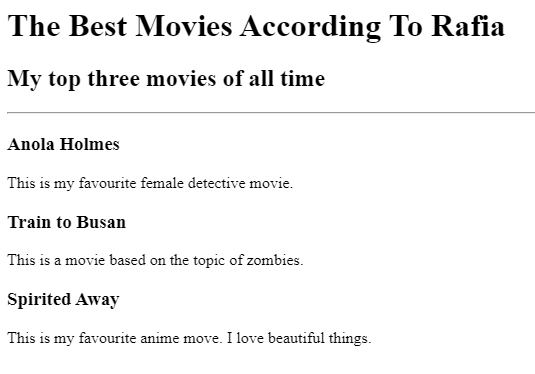 The Best Movies According To Rafia
My top three movies of all time
Anola Holmes
This is my favourite female detective movie.
Train to Busan
This is a movie based on the topic of zombies.
Spirited Away
This is my favourite anime move. I love beautiful things.